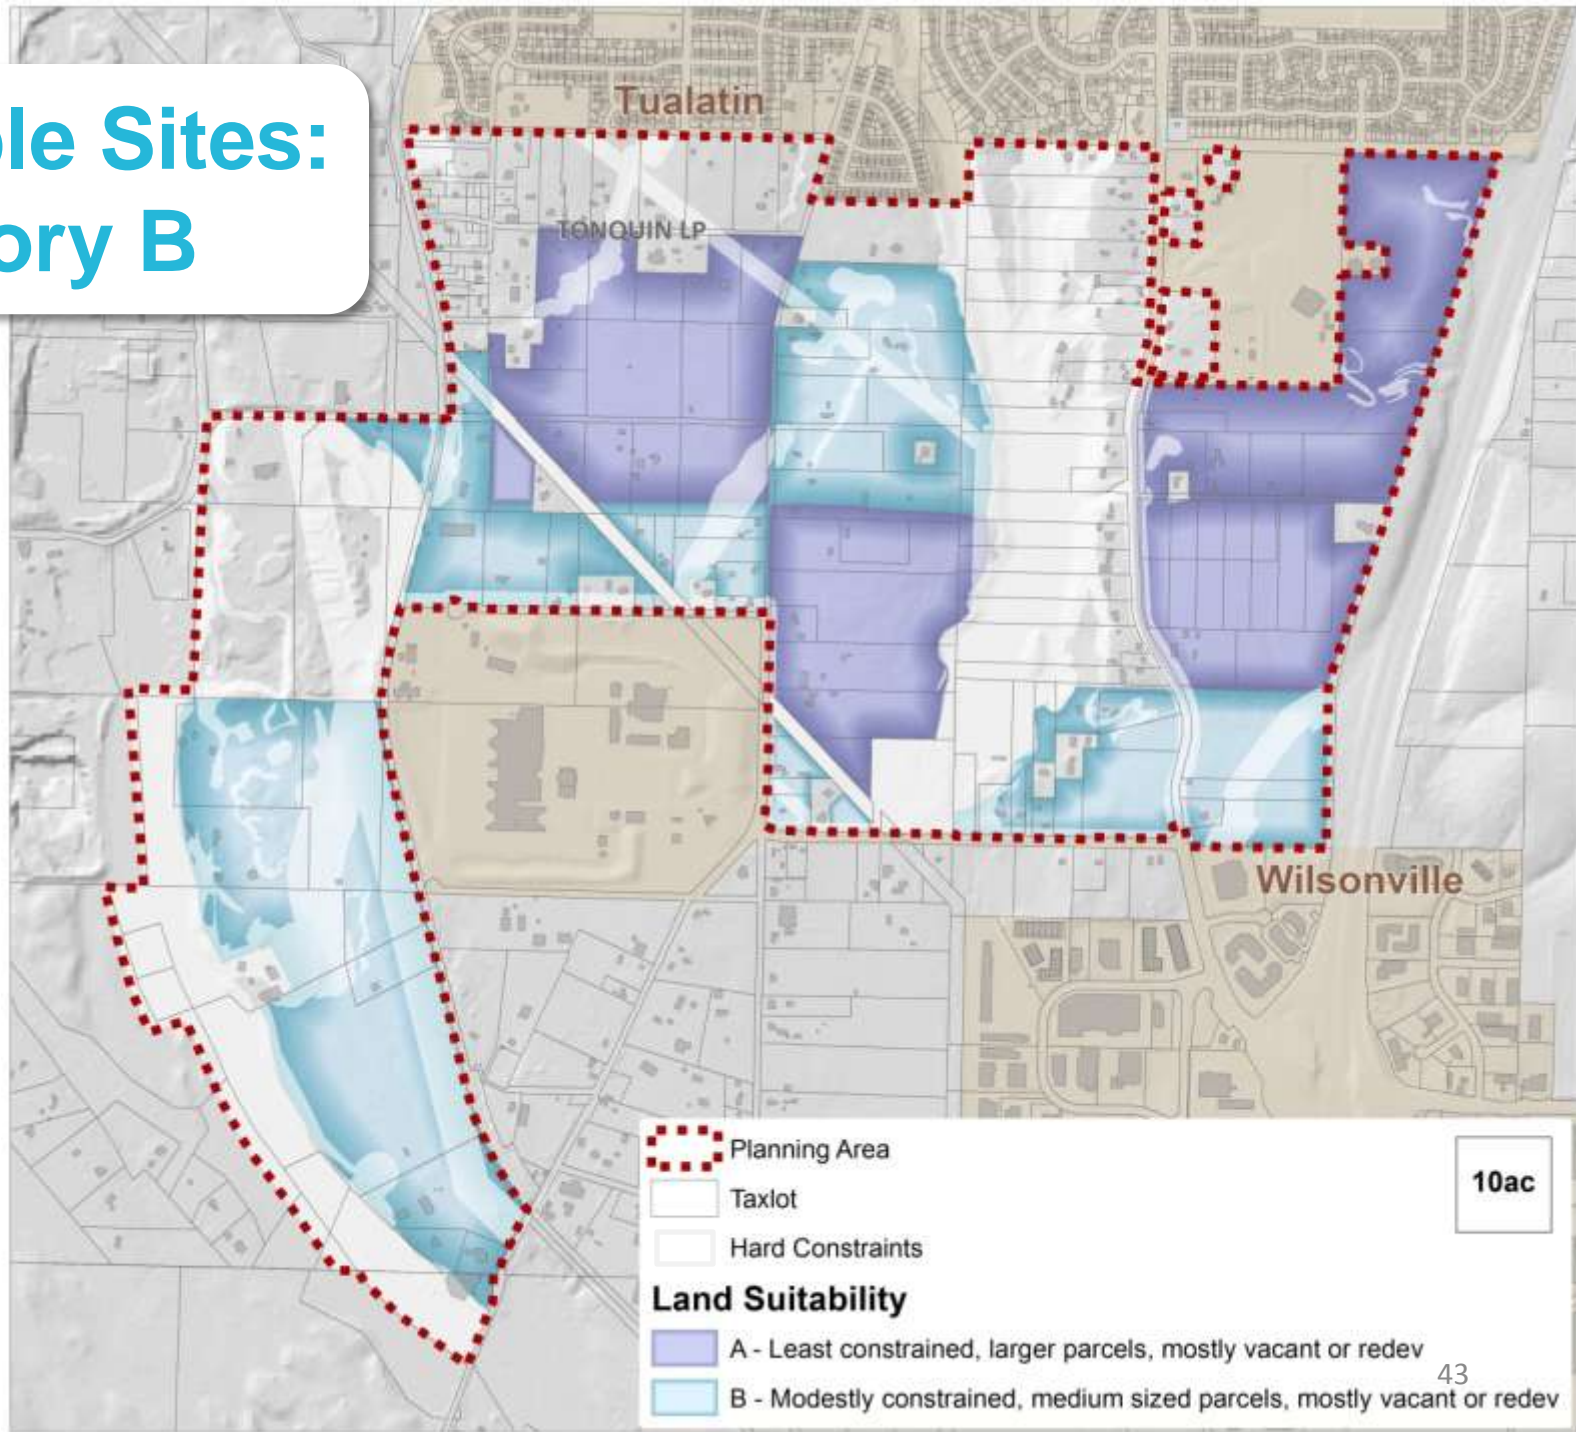 ole Sites:
ory B
Tualatin
TONQUIN LP
Wilsonville
Planning Area
Taxlot
Hard Constraints
10ac
Land Suitability
A - Least constrained, larger parcels, mostly vacant or redev
43
B - Modestly constrained, medium sized parcels, mostly vacant or redev